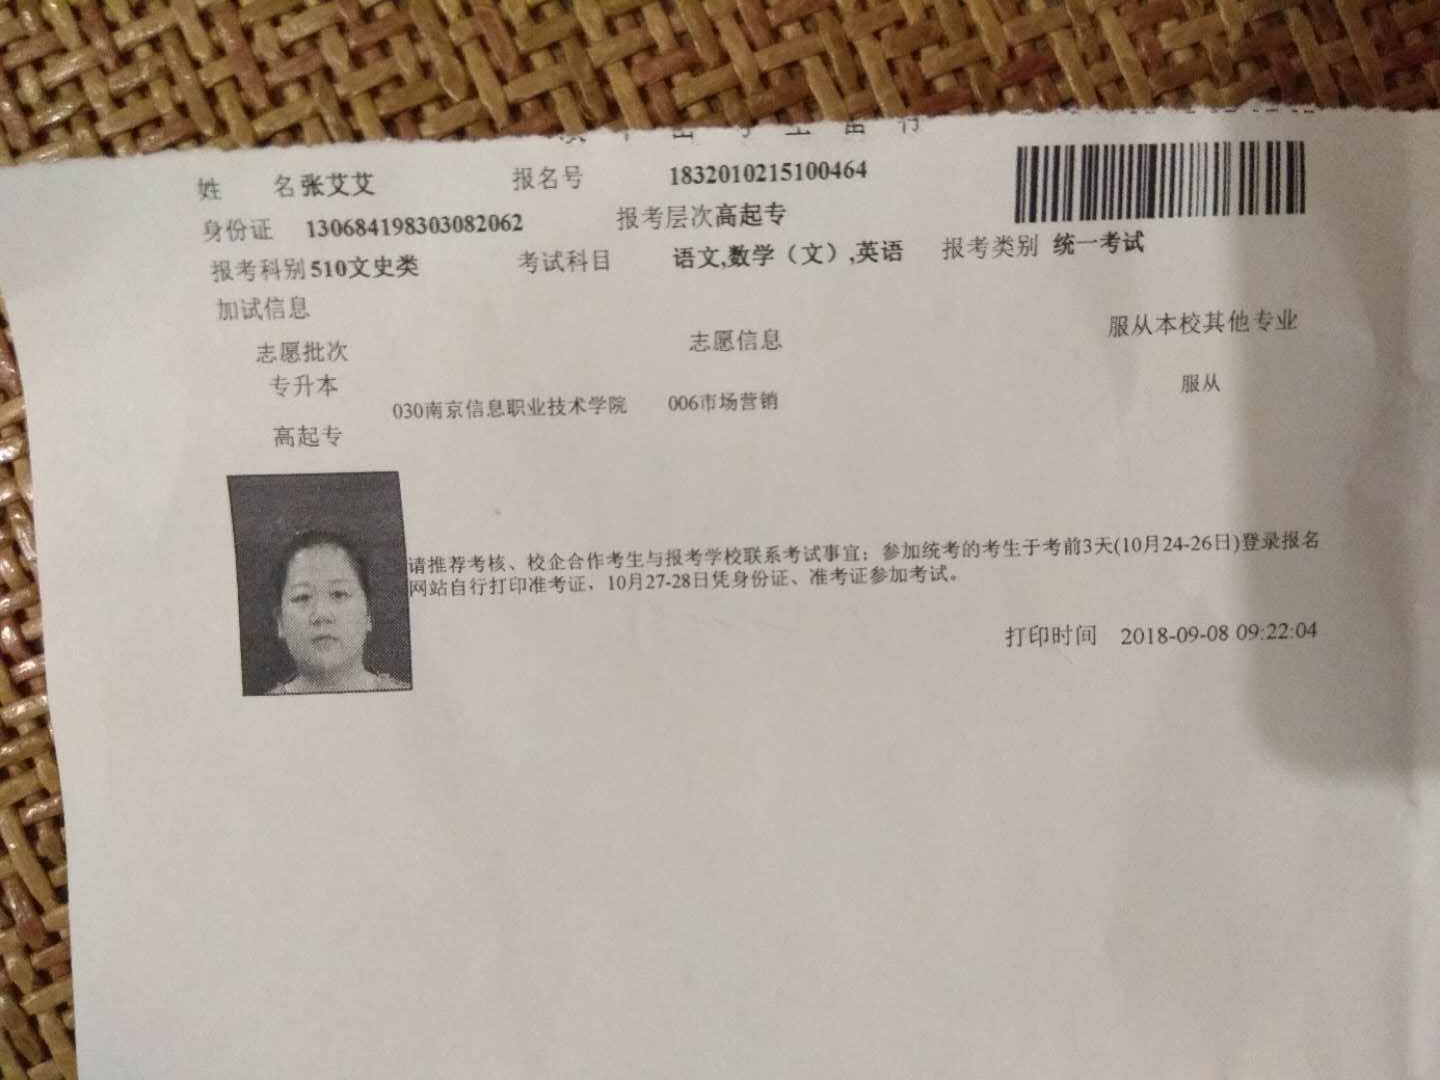 姓 名 张艾艾 报名号 1832010215100464
身份证 130684198303082062 报考层次 高起专
报考科别 510文史类 考试科目 语文,数学（文）,英语 报考类别 统一考试
加试信息
志愿批次 志愿信息 服从本校其他专业
专升本 服从
030南京信息职业技术学院 006市场营销
高起专
请推荐考核、校企合作考生与报考学校联系考试事宜；参加统考的考生于考前3天(10月24-26日)登录报名
网站自行打印准考证，10月27-28日凭身份证、准考证参加考试。
打印时间 2018-09-08 09:22:04